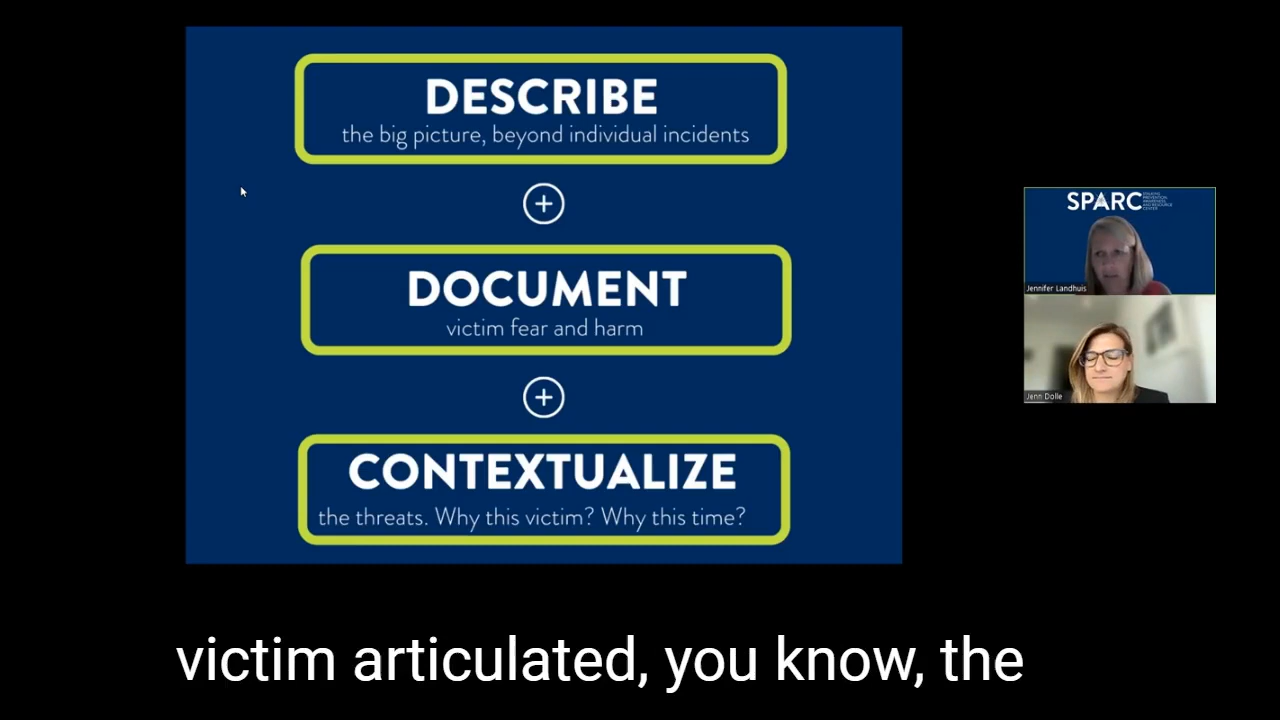 DESCRIBE
the big picture, beyond individual incidents
DOCUMENT
victim fear and harm
CONTEXTUALIZE
the threats. Why this victim? Why this time?
SPARC
Jennifer Landhuis
Jenn Dolle
victim articulated, you know, the